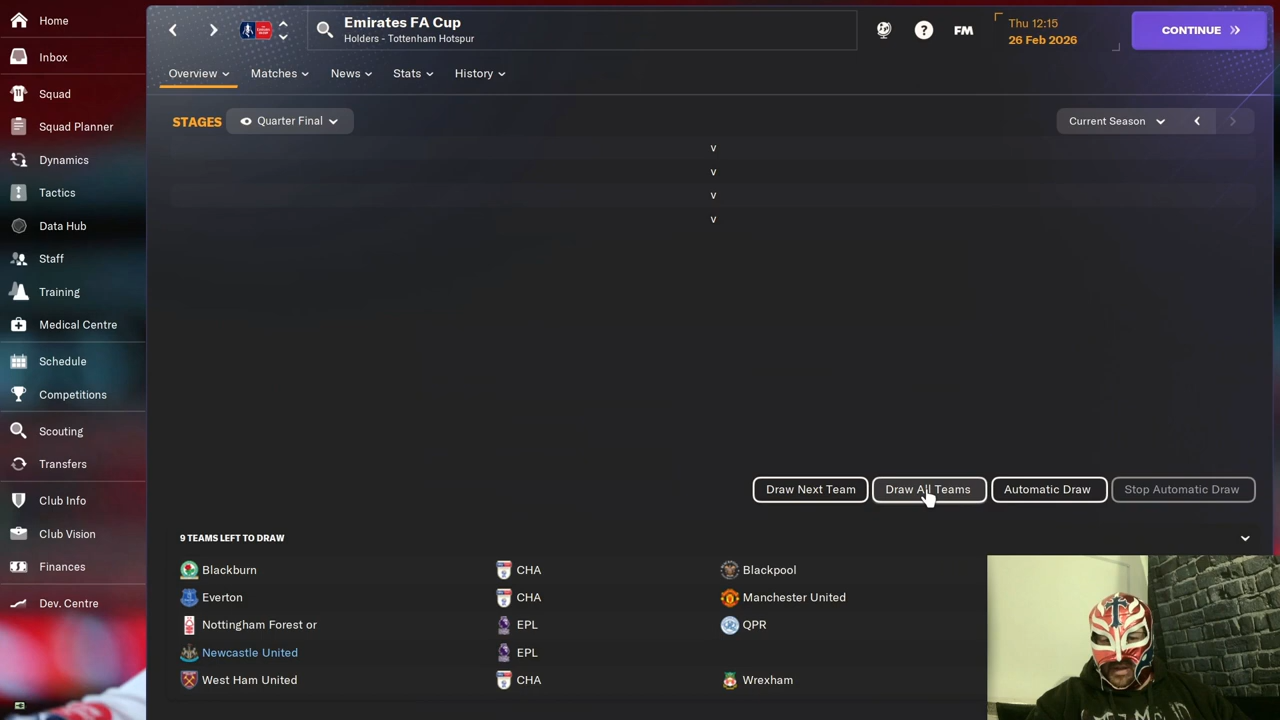 Home
Inbox
Squad
Squad Planner
Dynamics
Tactics
Data Hub
Staff
Training
Medical Centre
Schedule
Competitions
Scouting
Transfers
Club Info
Club Vision
Finances
Dev. Centre
Emirates FA Cup
Holders - Tottenham Hotspur
? FM
Thu 12:15
26 Feb 2026
CONTINUE
Overview Matches News Stats History
STAGES Quarter Final Current Season
v
v
v
v
Draw Next Team Draw All Teams Automatic Draw Stop Automatic Draw
9 TEAMS LEFT TO DRAW
Blackburn CHA Blackpool
Everton CHA Manchester United
Nottingham Forest or EPL QPR
Newcastle United EPL
West Ham United CHA Wrexham